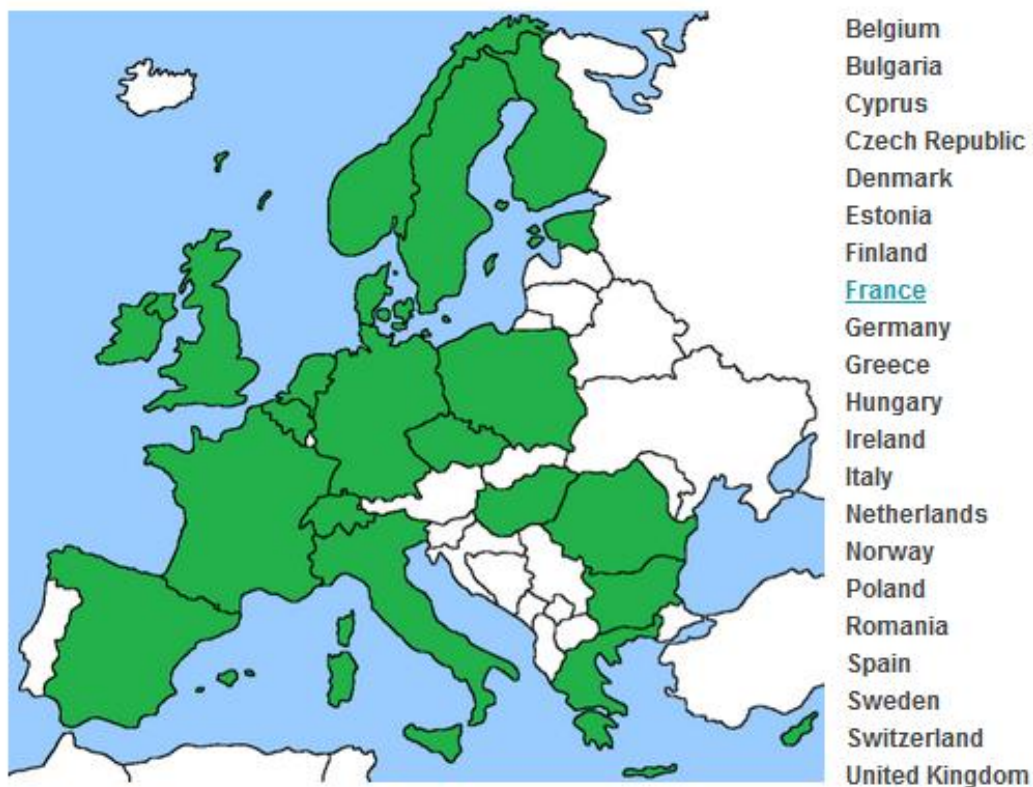 Belgium
Bulgaria
Cyprus
Czech Republic
Denmark
Estonia
Finland
France
Germany
Greece
Hungary
Ireland
Italy
Netherlands
Norway
Poland
Romania
Spain
Sweden
Switzerland
United Kingdom